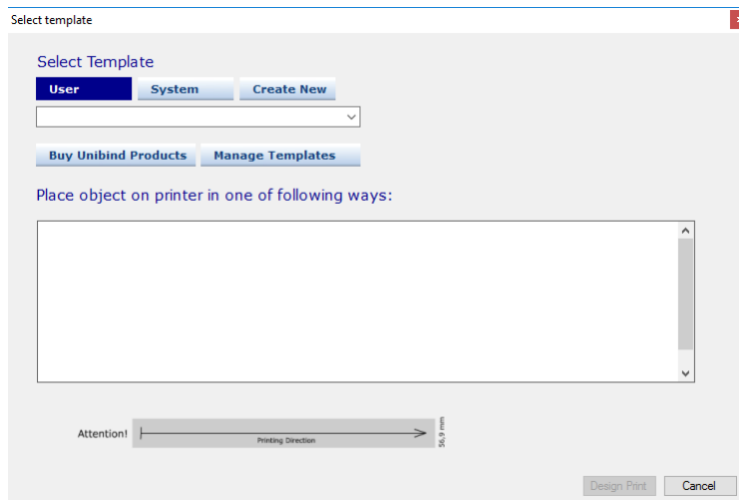 Select template
Select Template
User System Create New
Buy Unibind Products Manage Templates
Place object on printer in one of following ways:
Attention! Printing Direction 56,9 mm
Design Print Cancel